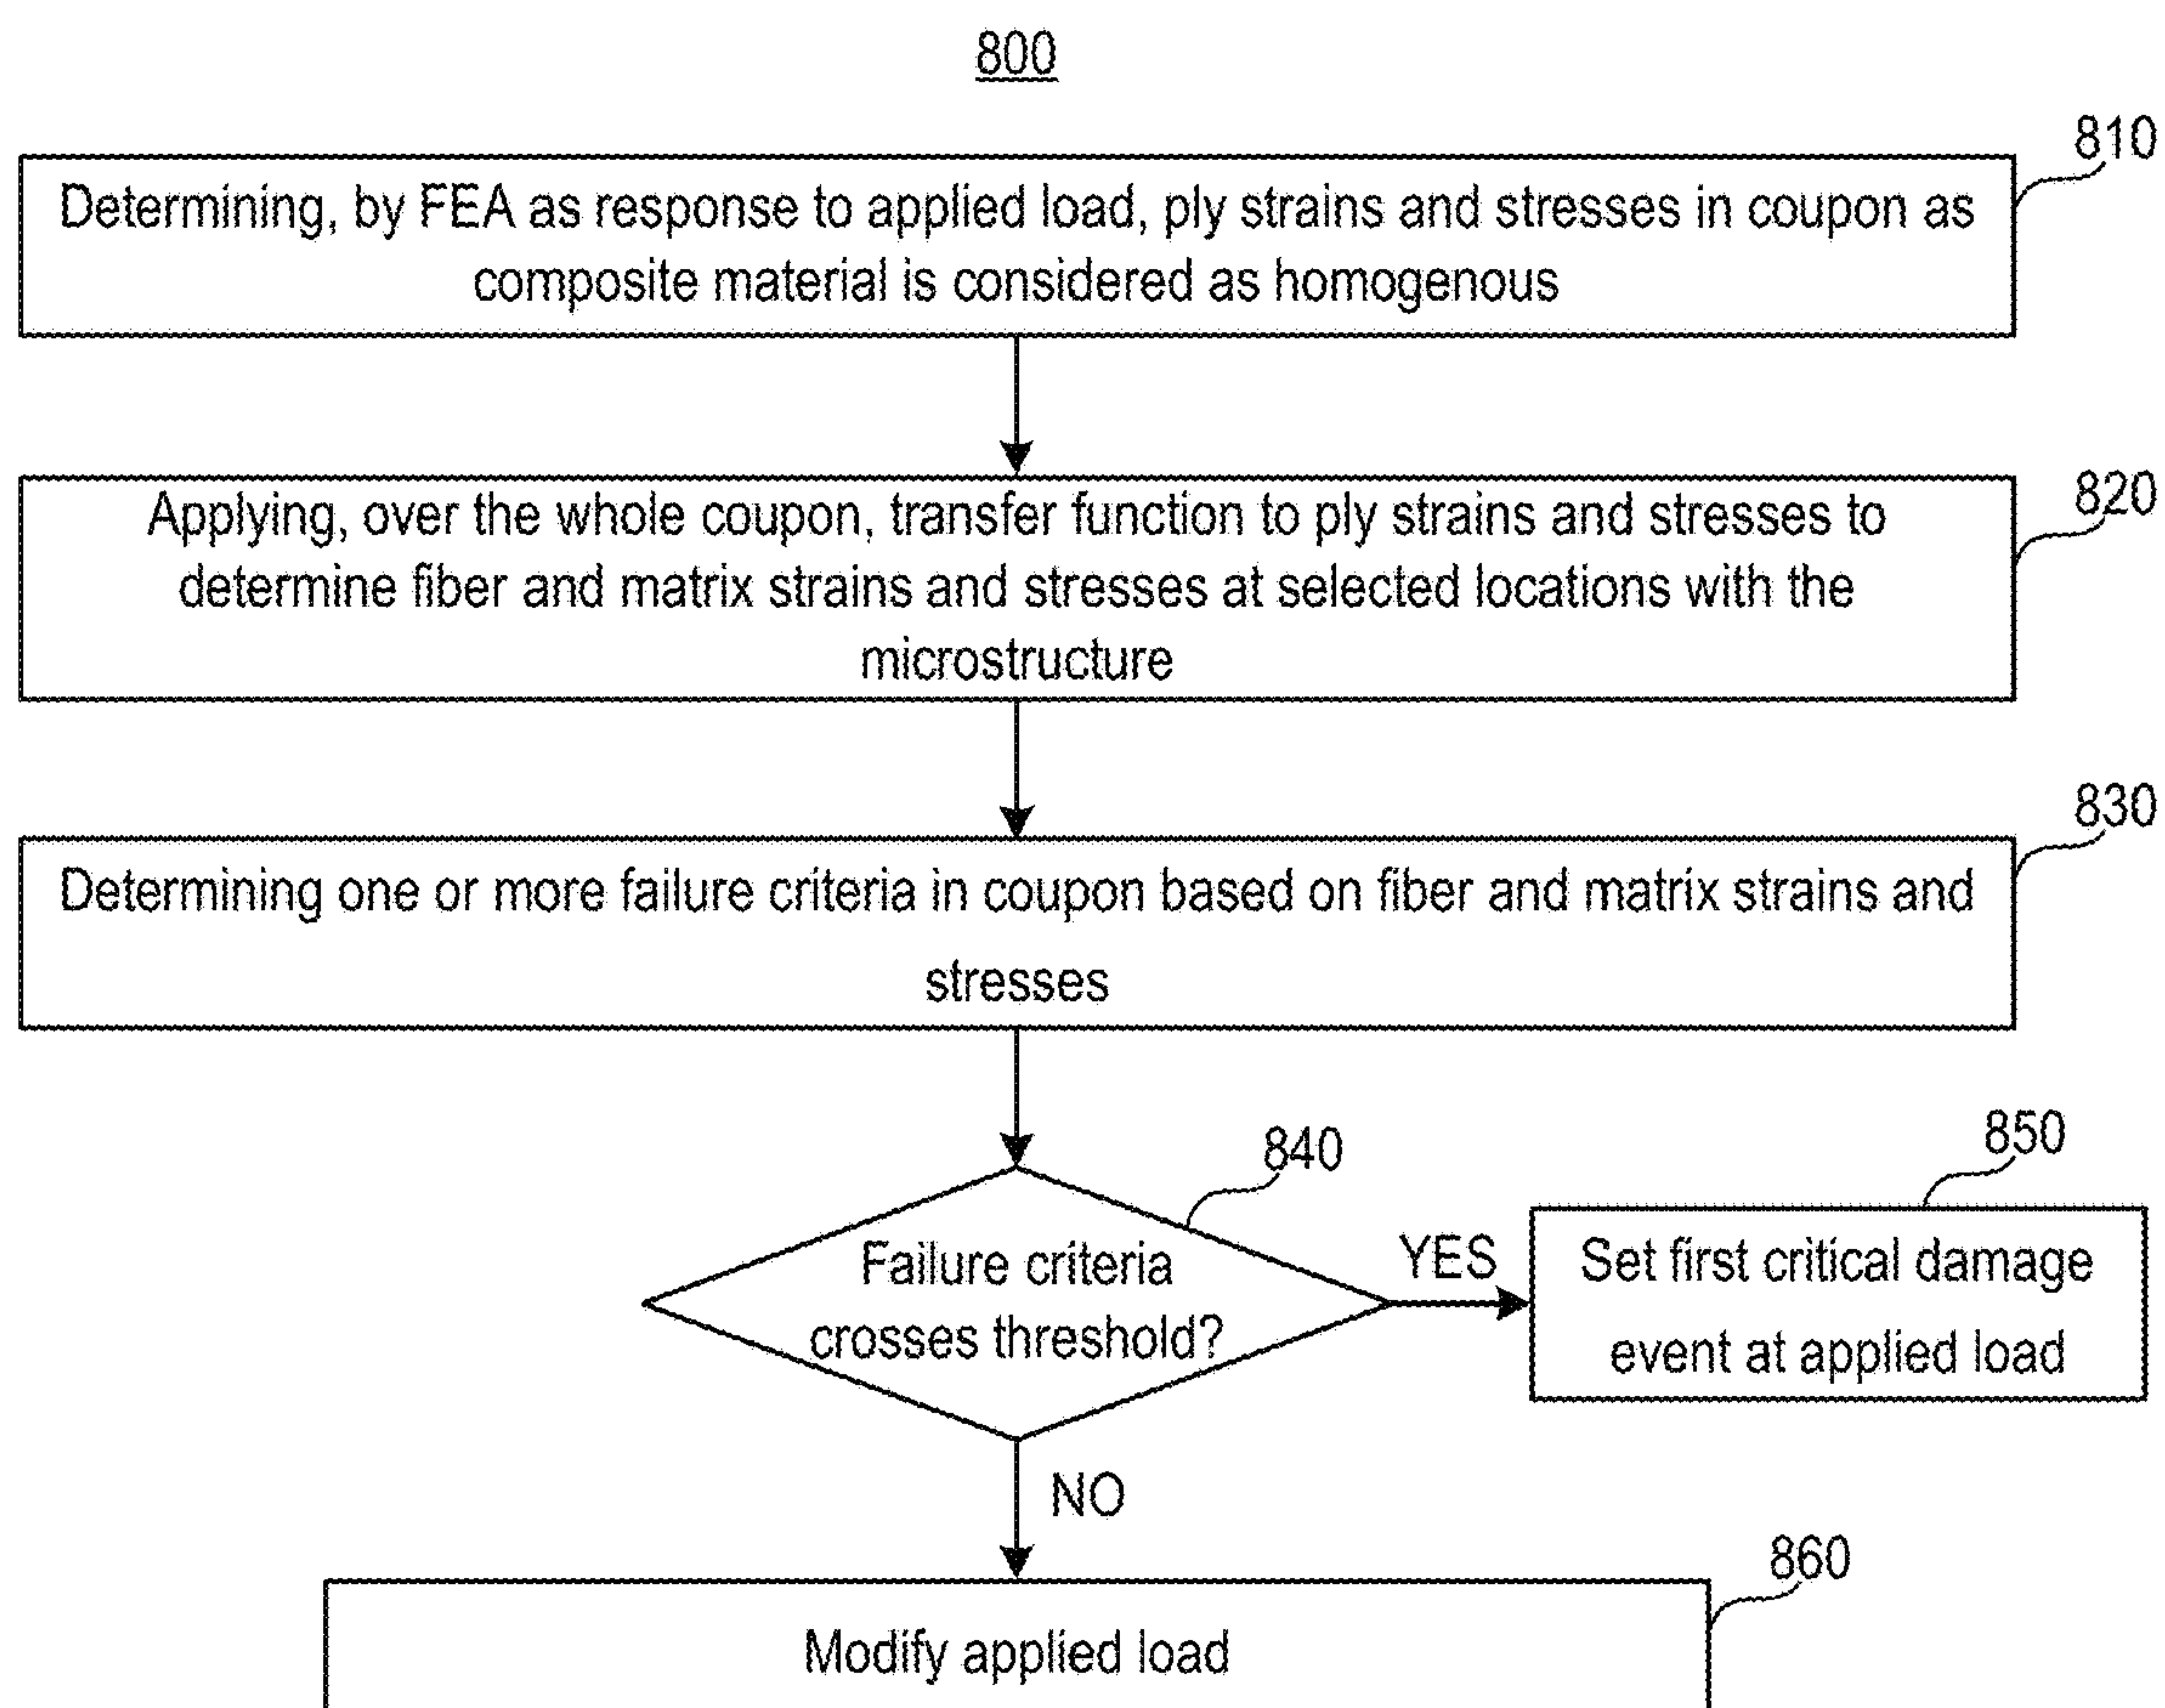 800
810
Determining, by FEA as response to applied load, ply strains and stresses in coupon as
composite material is considered as homogenous
820
Applying, over the whole coupon, transfer function to ply strains and stresses to
determine fiber and matrix strains and stresses at selected locations with the
microstructure
830
Determining one or more failure criteria in coupon based on fiber and matrix strains and
stresses
840
850
Failure criteria
crosses threshold?
YES
Set first critical damage
event at applied load
NO
860
Modify applied load